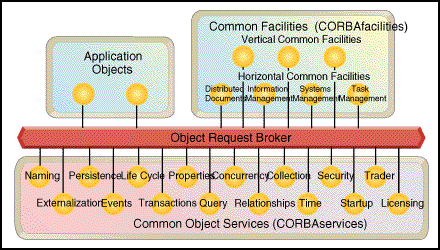 Common Facilities (CORBAfacilities)
Vertical Common Facilities
Application
Objects
Horizontal Common Facilities
Distributed Information Systems Task
Documents Management Management Management
Object Request Broker
Naming Persistence Life Cycle Properties Concurrency Collection Security Trader
Externalization Events Transactions Query Relationships Time Startup Licensing
Common Object Services (CORBAservices)